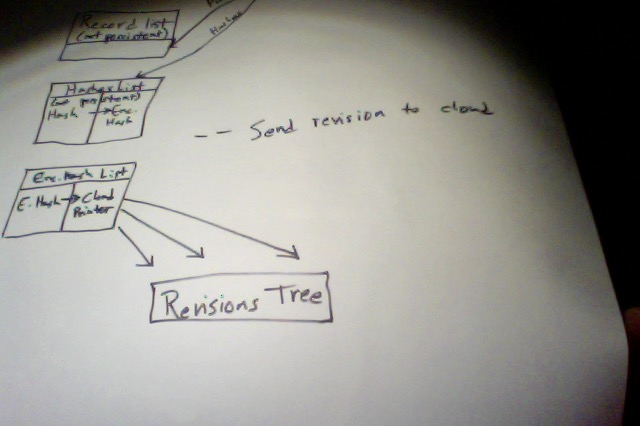 Record list
(not persistent)
Hashes
Hashes List
(not persistent)
Hash Enc.
Hash
-- Send revision to cloud
Enc. Hash List
E. Hash Cloud
Pointer
Revisions Tree